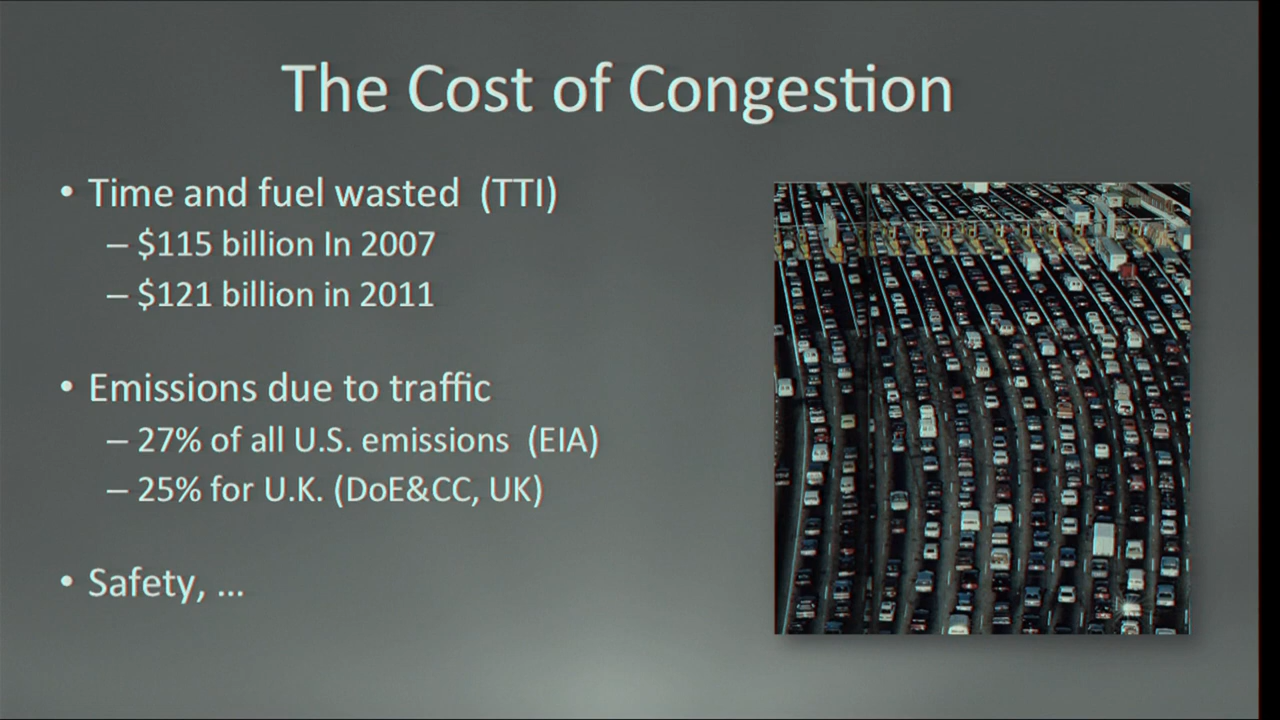 The Cost of Congestion
• Time and fuel wasted (TTI)
– $115 billion In 2007
– $121 billion in 2011
• Emissions due to traffic
– 27% of all U.S. emissions (EIA)
– 25% for U.K. (DoE&CC, UK)
• Safety, ...